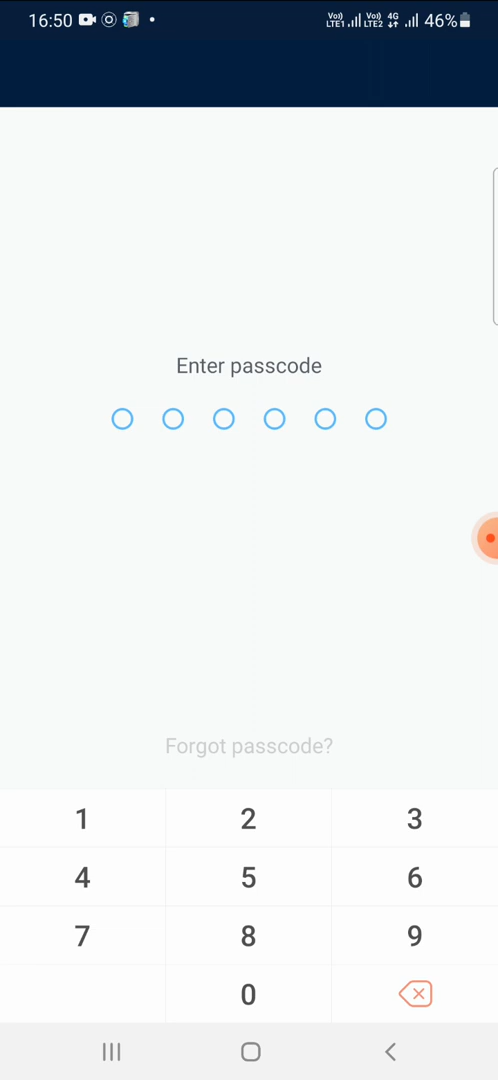 16:50 Vo)) LTE1 Vo)) LTE2 4G 46%
Enter passcode
Forgot passcode?
1 2 3
4 5 6
7 8 9
0